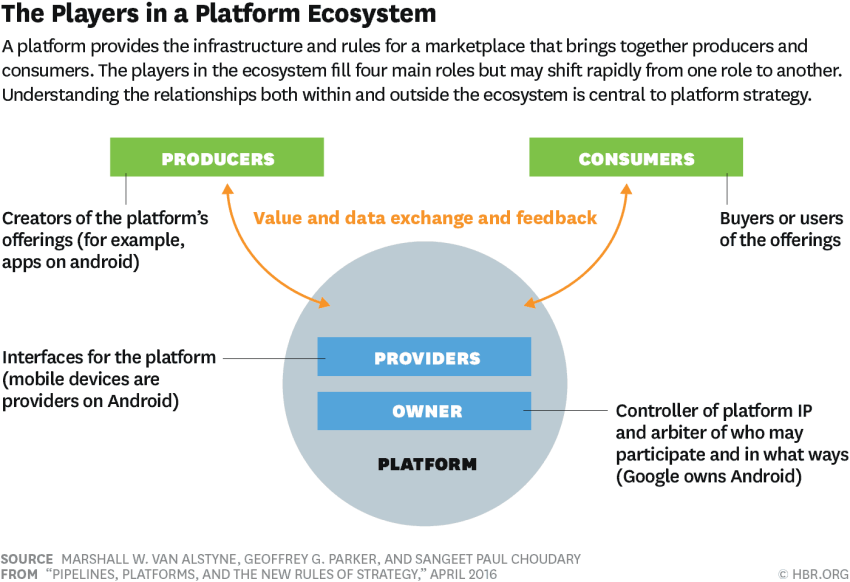 The Players in a Platform Ecosystem
A platform provides the infrastructure and rules for a marketplace that brings together producers and
consumers. The players in the ecosystem fill four main roles but may shift rapidly from one role to another.
Understanding the relationships both within and outside the ecosystem is central to platform strategy.
PRODUCERS
CONSUMERS
Value and data exchange and feedback
Creators of the platform’s
offerings (for example,
apps on android)
Buyers or users
of the offerings
Interfaces for the platform
(mobile devices are
providers on Android)
PROVIDERS
OWNER
PLATFORM
Controller of platform IP
and arbiter of who may
participate and in what ways
(Google owns Android)
SOURCE MARSHALL W. VAN ALSTYNE, GEOFFREY G. PARKER, AND SANGEET PAUL CHOUDARY
FROM “PIPELINES, PLATFORMS, AND THE NEW RULES OF STRATEGY,” APRIL 2016
© HBR.ORG